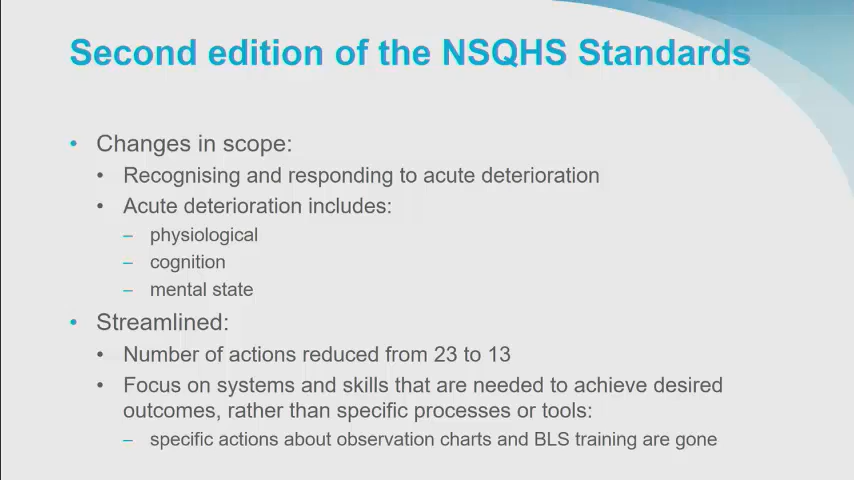 Second edition of the NSQHS Standards
• Changes in scope:
• Recognising and responding to acute deterioration
• Acute deterioration includes:
– physiological
– cognition
– mental state
• Streamlined:
• Number of actions reduced from 23 to 13
• Focus on systems and skills that are needed to achieve desired
outcomes, rather than specific processes or tools:
– specific actions about observation charts and BLS training are gone